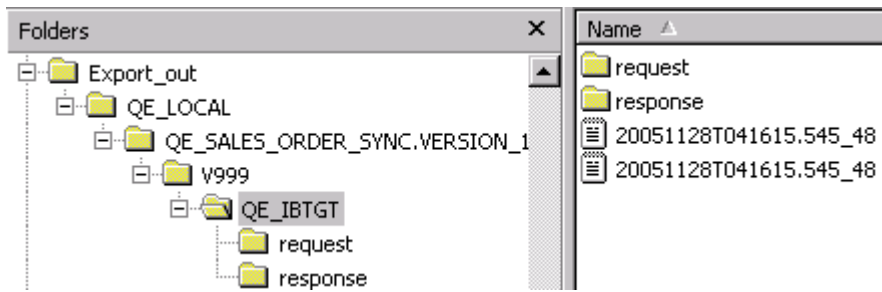 Folders
Export_out
QE_LOCAL
QE_SALES_ORDER_SYNC.VERSION_1
V999
QE_IBTGT
request
response
Name
request
response
20051128T041615.545_48
20051128T041615.545_48